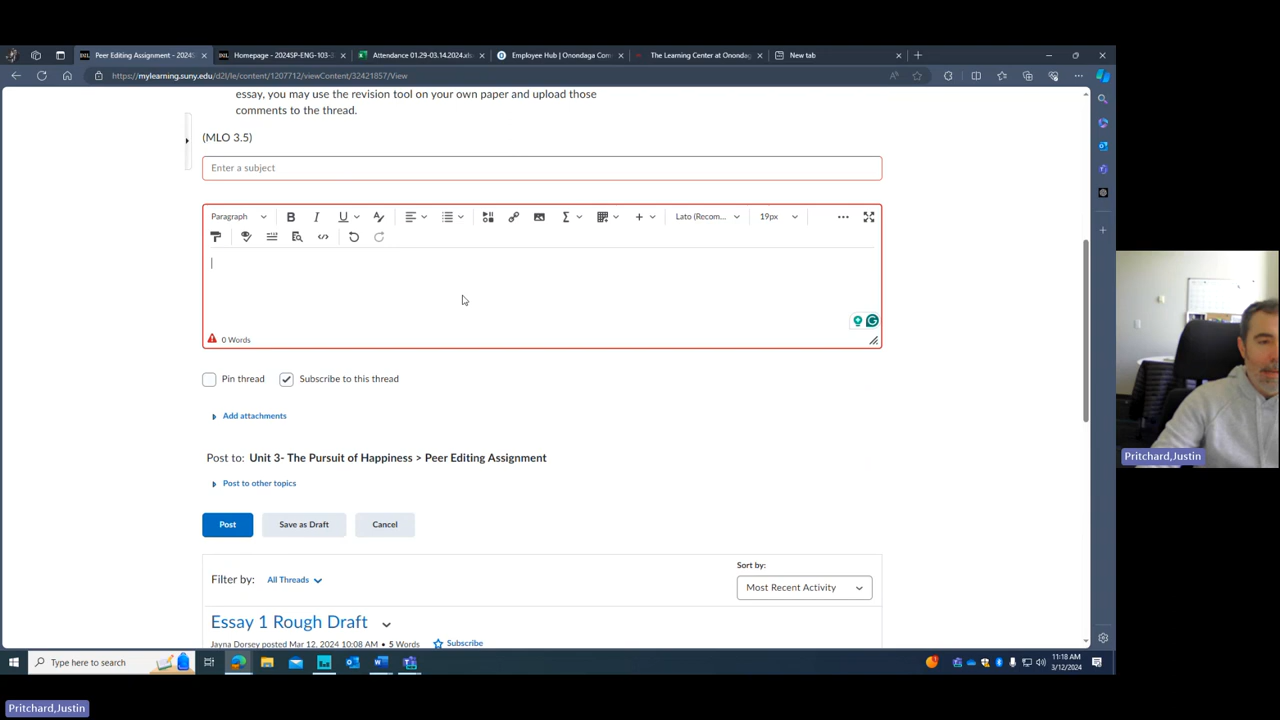 Peer Editing Assignment - 2024S
Homepage - 2024SP-ENG-103-
Attendance 01.29-03.14.2024.xls
Employee Hub | Onondaga Com
The Learning Center at Onondag
New tab
https://mylearning.suny.edu/d2l/le/content/1207712/viewContent/32421857/View
essay, you may use the revision tool on your own paper and upload those
comments to the thread.
(MLO 3.5)
Enter a subject
Paragraph
Lato (Recom...
19px
0 Words
Pin thread
Subscribe to this thread
Add attachments
Post to: Unit 3- The Pursuit of Happiness > Peer Editing Assignment
Post to other topics
Post
Save as Draft
Cancel
Filter by: All Threads
Sort by:
Most Recent Activity
Essay 1 Rough Draft
Jayna Dorsey posted Mar 12, 2024 10:08 AM • 5 Words
Subscribe
Type here to search
11:18 AM
3/12/2024
Pritchard,Justin
Pritchard,Justin